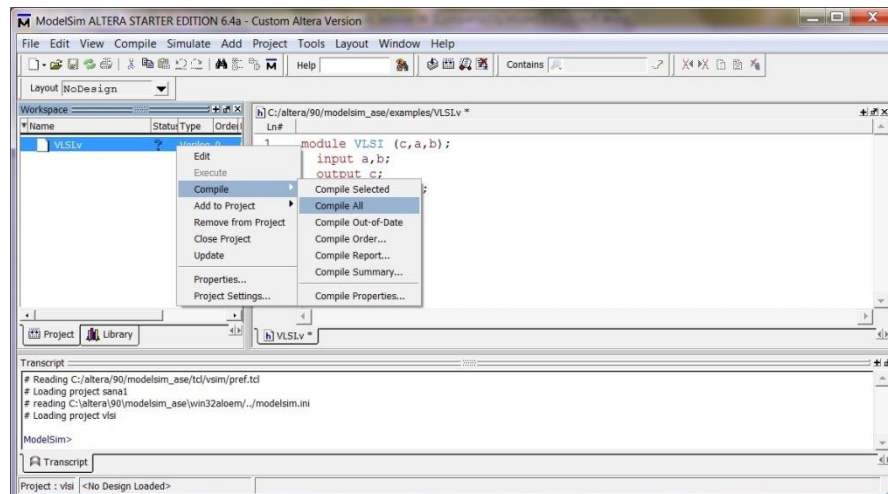 ModelSim ALTERA STARTER EDITION 6.4a - Custom Altera Version
File Edit View Compile Simulate Add Project Tools Layout Window Help
Help
Contains
Layout NoDesign
Workspace
Name Status Type Order
VLSI.v ? Verilog 0
C:/altera/90/modelsim_ase/examples/VLSI.v *
Ln#
1 module VLSI (c,a,b);
input a,b;
output c;
;
Edit
Execute
Compile
Add to Project
Remove from Project
Close Project
Update
Properties...
Project Settings...
Compile Selected
Compile All
Compile Out-of-Date
Compile Order...
Compile Report...
Compile Summary...
Compile Properties...
Project Library
VLSI.v *
Transcript
# Reading C:/altera/90/modelsim_ase/tcl/vsim/pref.tcl
# Loading project sana1
# reading C:\altera\90\modelsim_ase\win32aloem/../modelsim.ini
# Loading project vlsi
ModelSim>
Transcript
Project : vlsi <No Design Loaded>